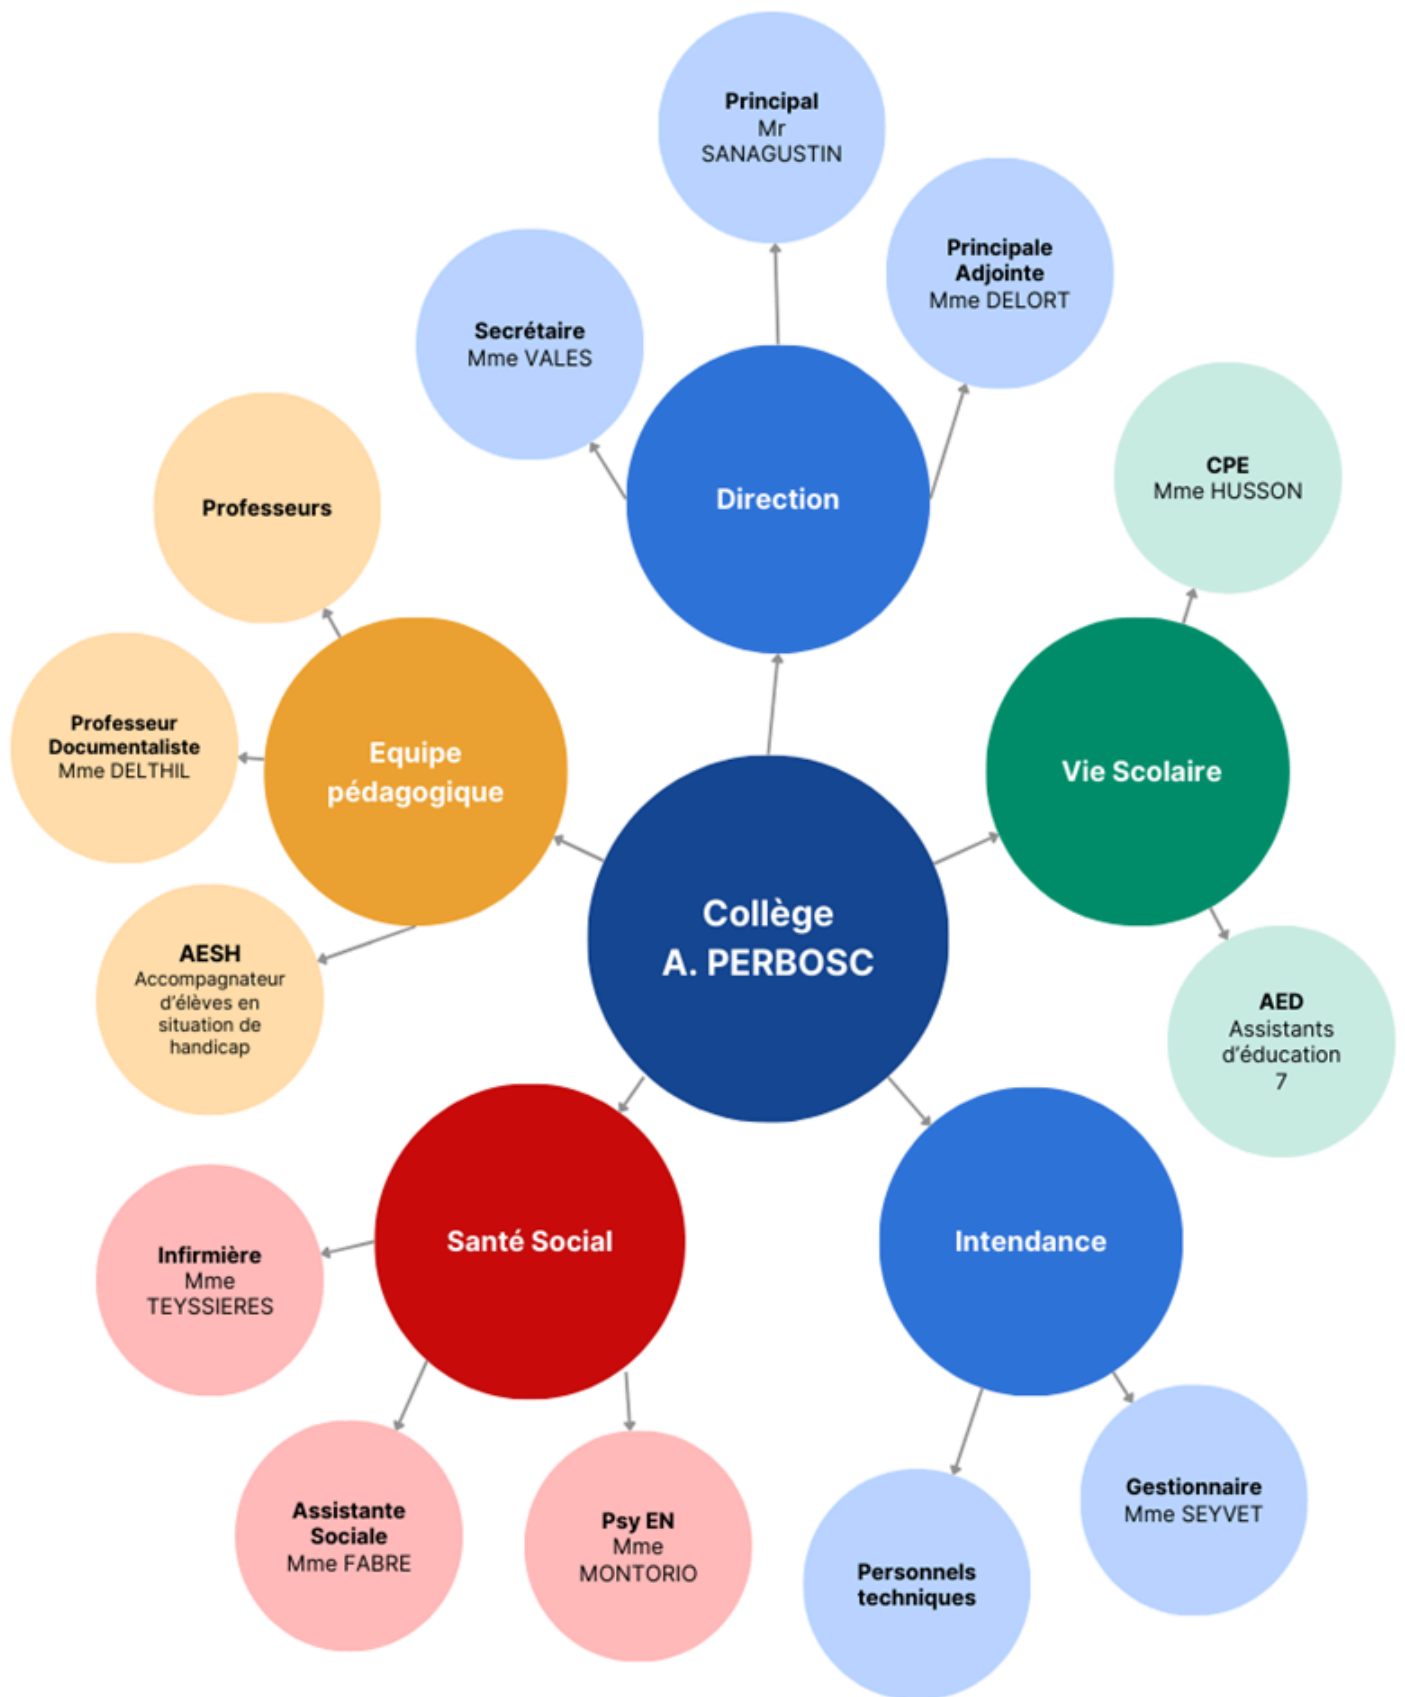 Principal
Mr
SANAGUSTIN
Principale
Adjointe
Mme DELORT
Secrétaire
Mme VALES
Direction
CPE
Mme HUSSON
Professeurs
Professeur
Documentaliste
Mme DELTHIL
Equipe
pédagogique
Vie Scolaire
Collège
A. PERBOSC
AESH
Accompagnateur
d'élèves en
situation de
handicap
AED
Assistants
d'éducation
7
Santé Social
Intendance
Infirmière
Mme
TEYSSIERES
Assistante
Sociale
Mme FABRE
Psy EN
Mme
MONTORIO
Personnels
techniques
Gestionnaire
Mme SEYVET